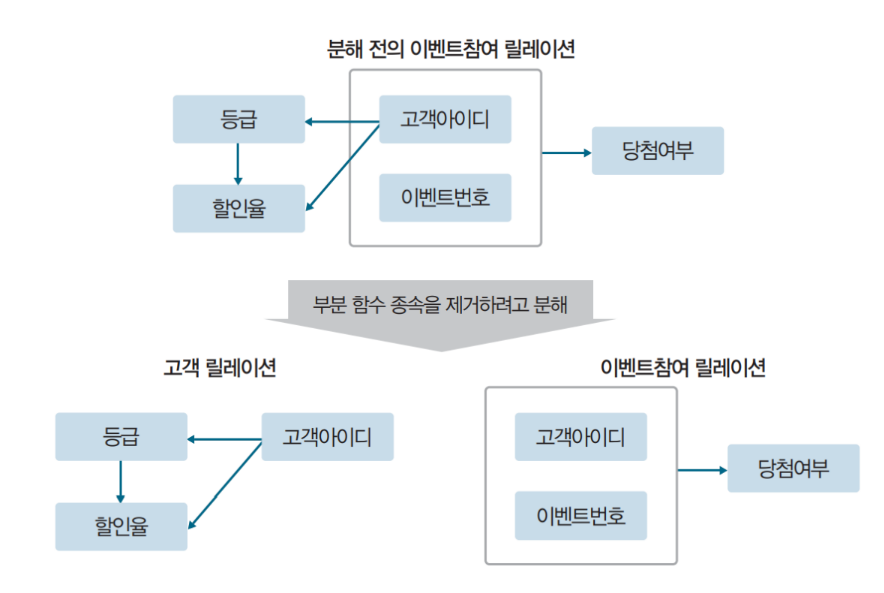 분해 전의 이벤트참여 릴레이션
등급
고객아이디
당첨여부
할인율
이벤트번호
부분 함수 종속을 제거하려고 분해
고객 릴레이션
등급
고객아이디
할인율
이벤트참여 릴레이션
고객아이디
당첨여부
이벤트번호